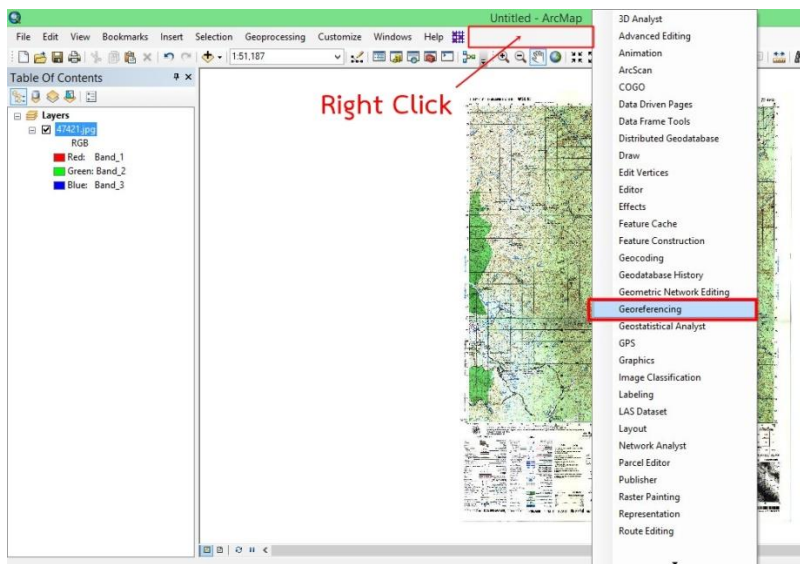 Untitled - ArcMap
File Edit View Bookmarks Insert Selection Geoprocessing Customize Windows Help
1:51,187
Table Of Contents
Layers
47421.jpg
RGB
Red: Band_1
Green: Band_2
Blue: Band_3
Right Click
3D Analyst
Advanced Editing
Animation
ArcScan
COGO
Data Driven Pages
Data Frame Tools
Distributed Geodatabase
Draw
Edit Vertices
Editor
Effects
Feature Cache
Feature Construction
Geocoding
Geodatabase History
Geometric Network Editing
Georeferencing
Geostatistical Analyst
GPS
Graphics
Image Classification
Labeling
LAS Dataset
Layout
Network Analyst
Parcel Editor
Publisher
Raster Painting
Representation
Route Editing